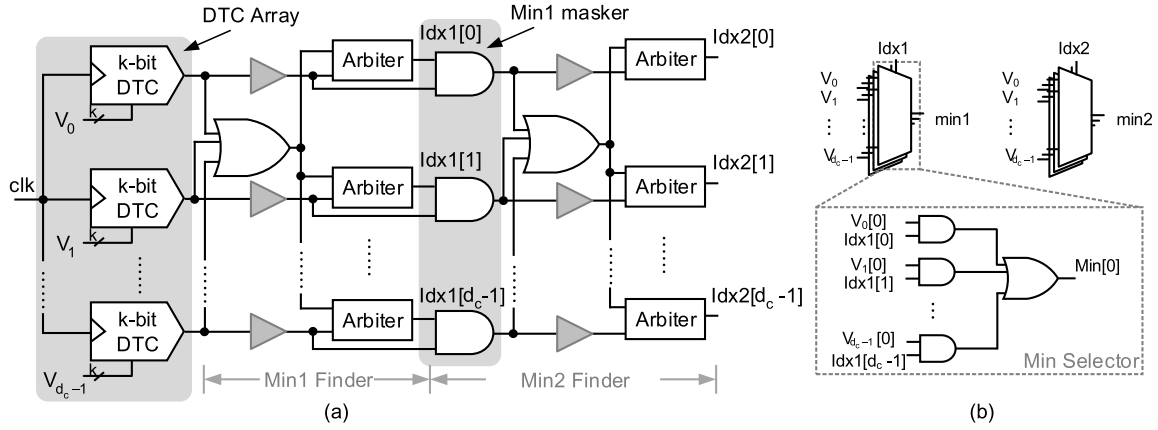 DTC Array
Min1 masker
k-bit
DTC
k
V0
Arbiter
Idx1[0]
Arbiter
Idx2[0]
clk
k-bit
DTC
k
V1
Arbiter
Idx1[1]
Arbiter
Idx2[1]
k-bit
DTC
k
Vdc-1
Arbiter
Idx1[dc-1]
Arbiter
Idx2[dc-1]
Min1 Finder
Min2 Finder
(a)
Idx1
V0
V1
Vdc-1
min1
Idx2
V0
V1
Vdc-1
min2
V0[0]
Idx1[0]
V1[0]
Idx1[1]
Vdc-1[0]
Idx1[dc-1]
Min[0]
Min Selector
(b)